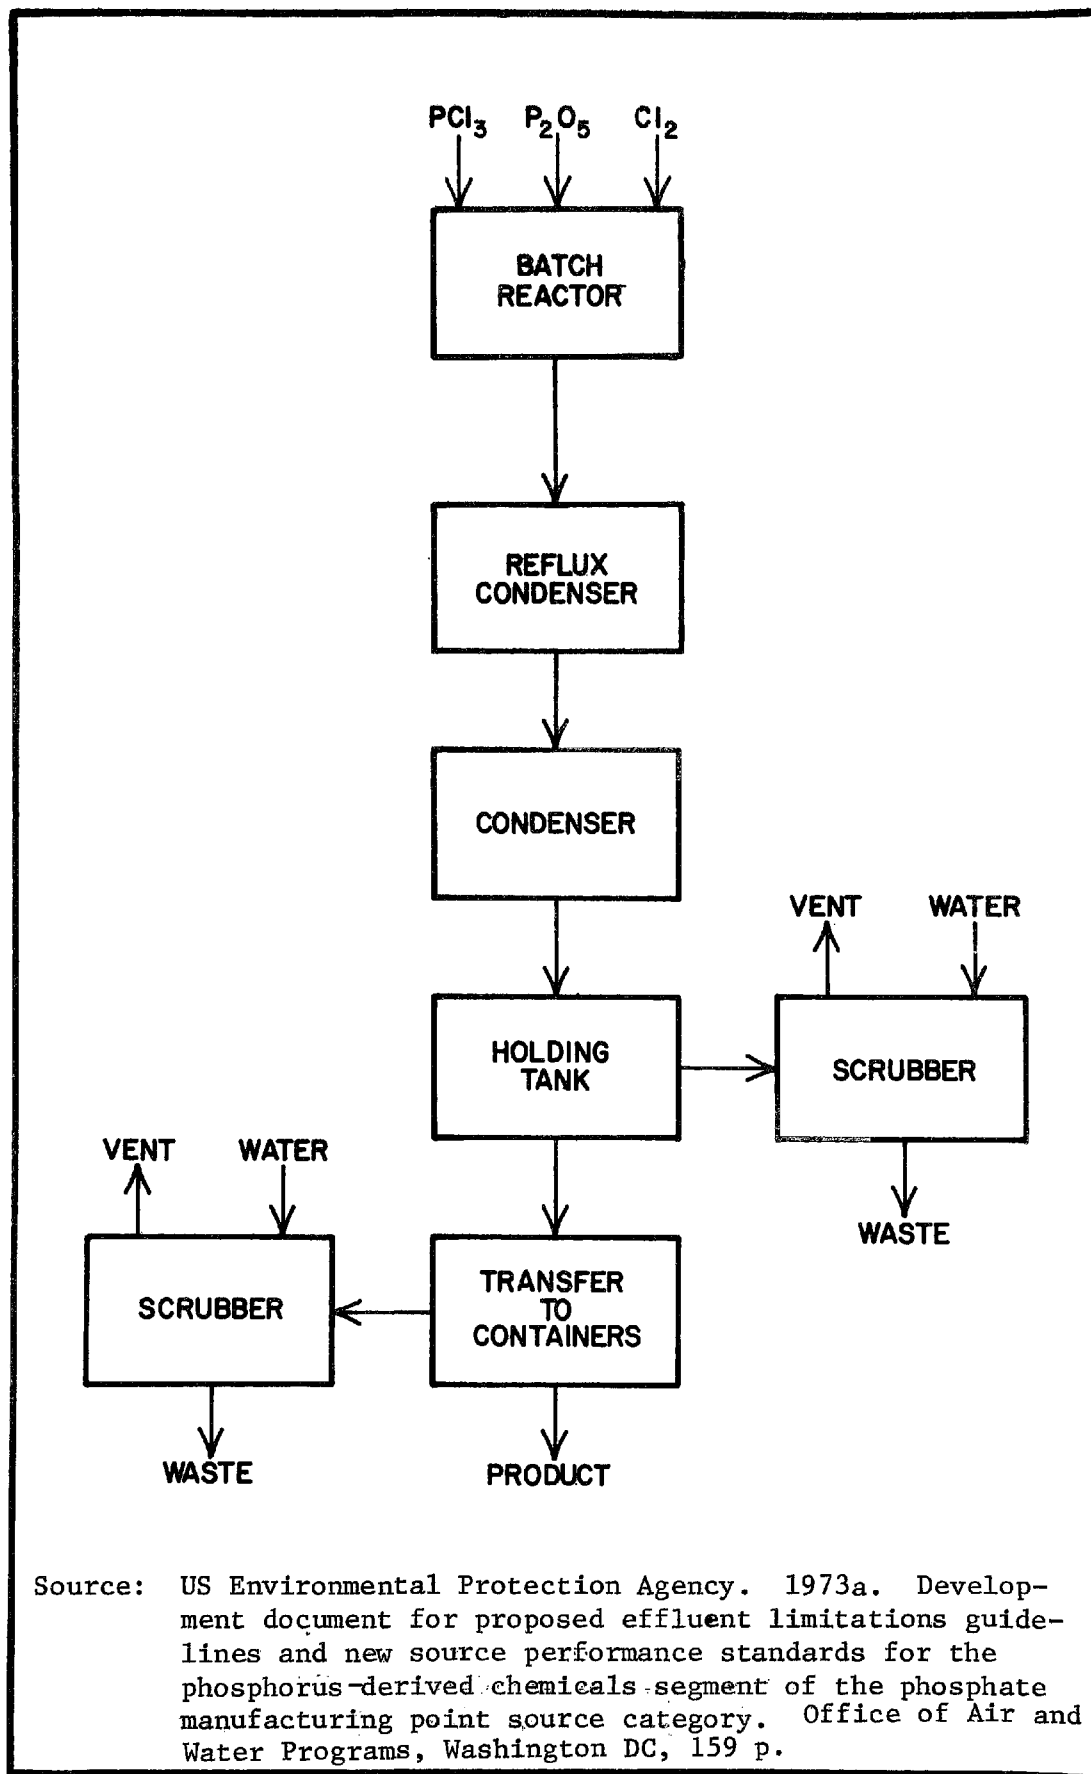 PCl₃ P₂O₅ Cl₂
BATCH
REACTOR
REFLUX
CONDENSER
CONDENSER
VENT WATER
HOLDING
TANK
SCRUBBER
VENT WATER
WASTE
SCRUBBER
TRANSFER
TO
CONTAINERS
WASTE
PRODUCT
Source: US Environmental Protection Agency. 1973a. Develop-
ment document for proposed effluent limitations guide-
lines and new source performance standards for the
phosphorus-derived chemicals segment of the phosphate
manufacturing point source category. Office of Air and
Water Programs, Washington DC, 159 p.